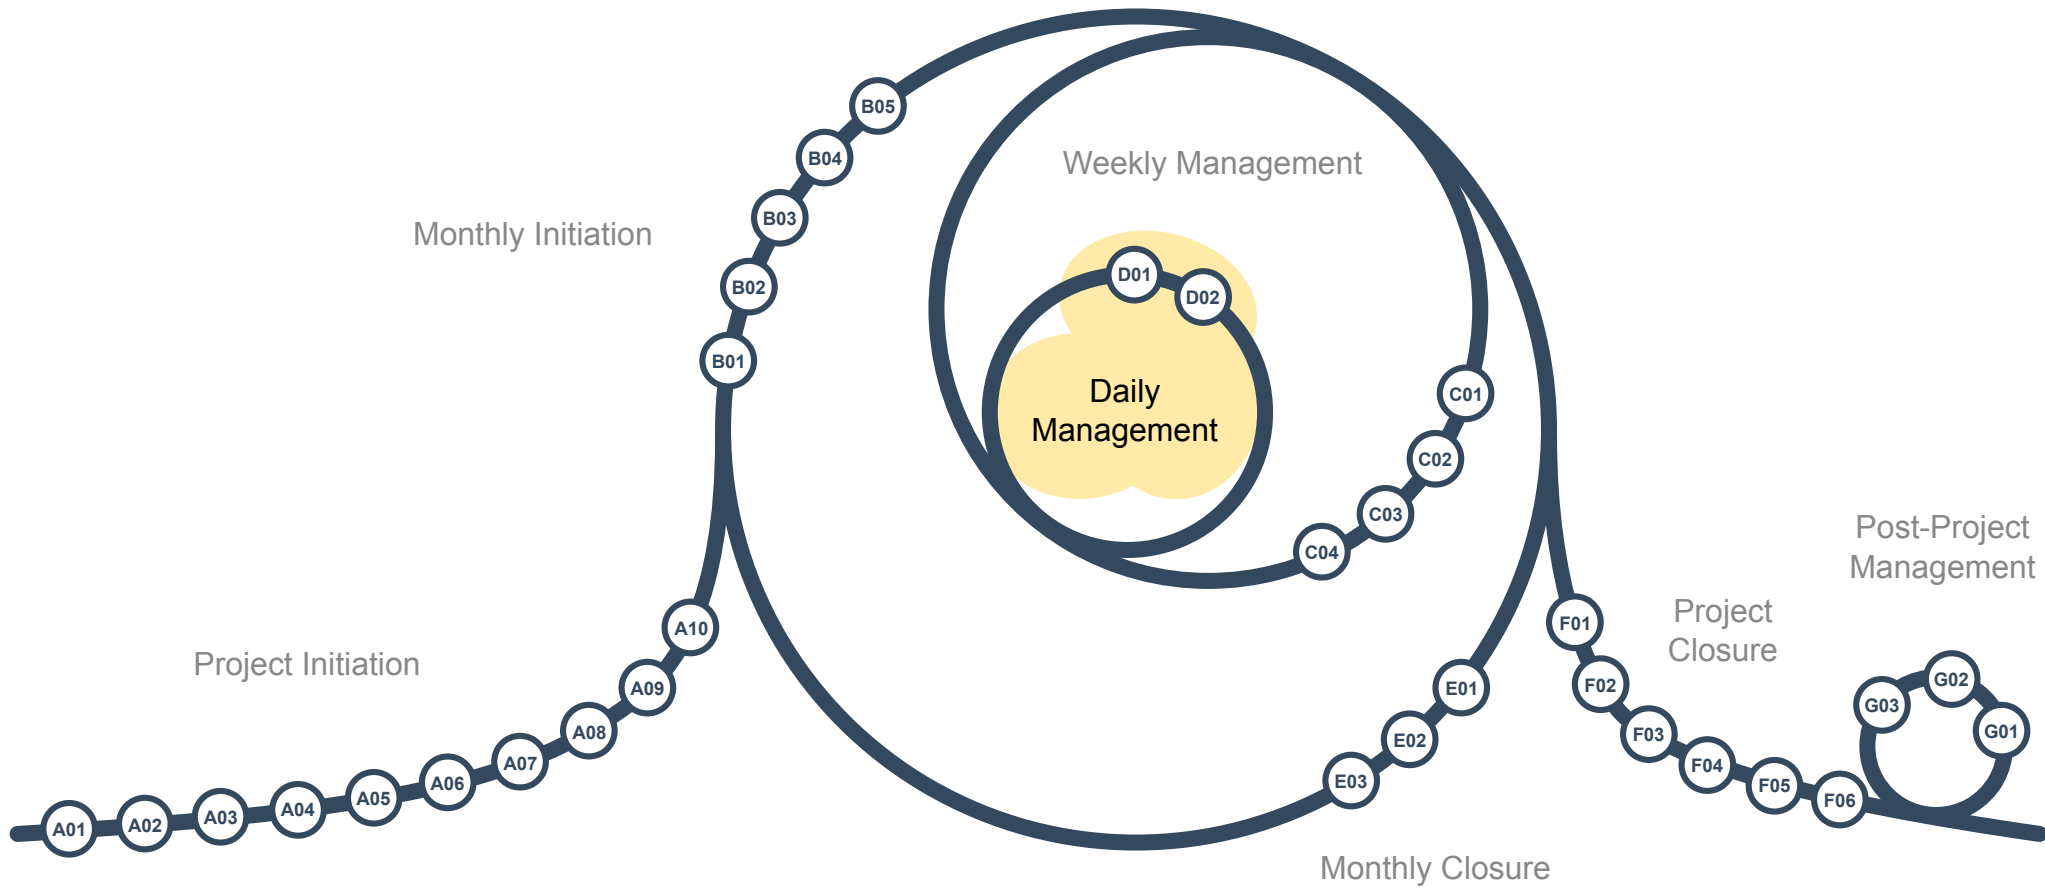 B05
B04
Weekly Management
B03
Monthly Initiation
D01
B02
D02
B01
Daily
Management
C01
C02
C03
Post-Project
Management
C04
Project
Closure
F01
A10
Project Initiation
F02
G02
A09
E01
G03
A08
E02
F03
G01
A07
F04
A06
E03
F05
A05
F06
A04
A03
A02
A01
Monthly Closure